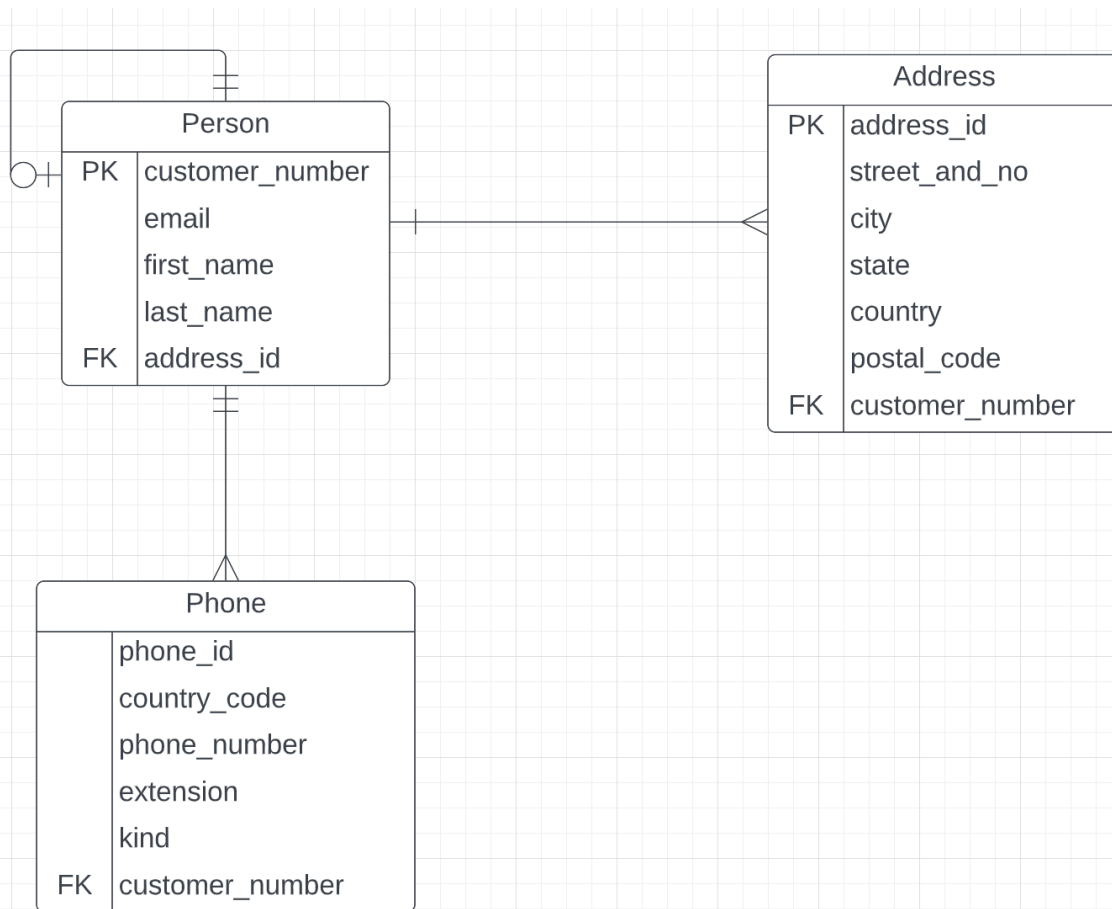 Person
PK customer_number
email
first_name
last_name
FK address_id
Address
PK address_id
street_and_no
city
state
country
postal_code
FK customer_number
Phone
phone_id
country_code
phone_number
extension
kind
FK customer_number